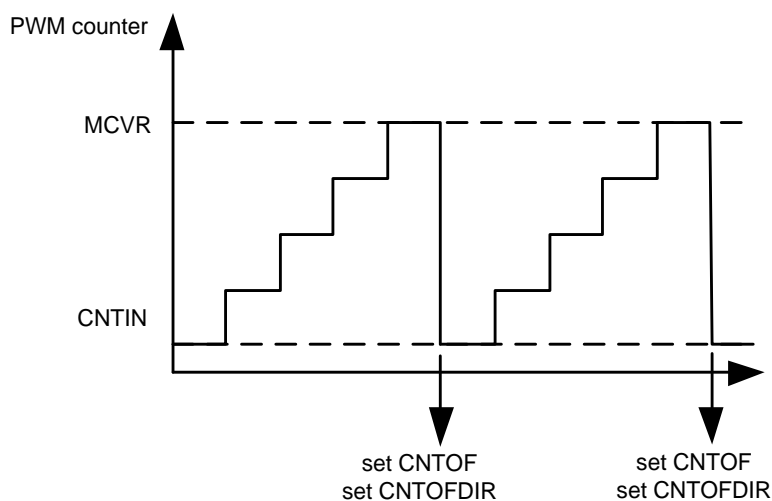 PWM counter
MCVR
CNTIN
set CNTOF
set CNTOFDIR
set CNTOF
set CNTOFDIR